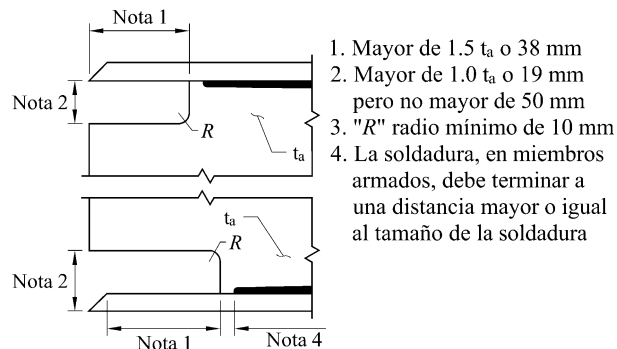 Nota 1
Nota 2
R
tₐ
1. Mayor de 1.5 tₐ o 38 mm
2. Mayor de 1.0 tₐ o 19 mm
pero no mayor de 50 mm
3. "R" radio mínimo de 10 mm
4. La soldadura, en miembros
armados, debe terminar a
una distancia mayor o igual
al tamaño de la soldadura
tₐ
R
Nota 2
Nota 1
Nota 4